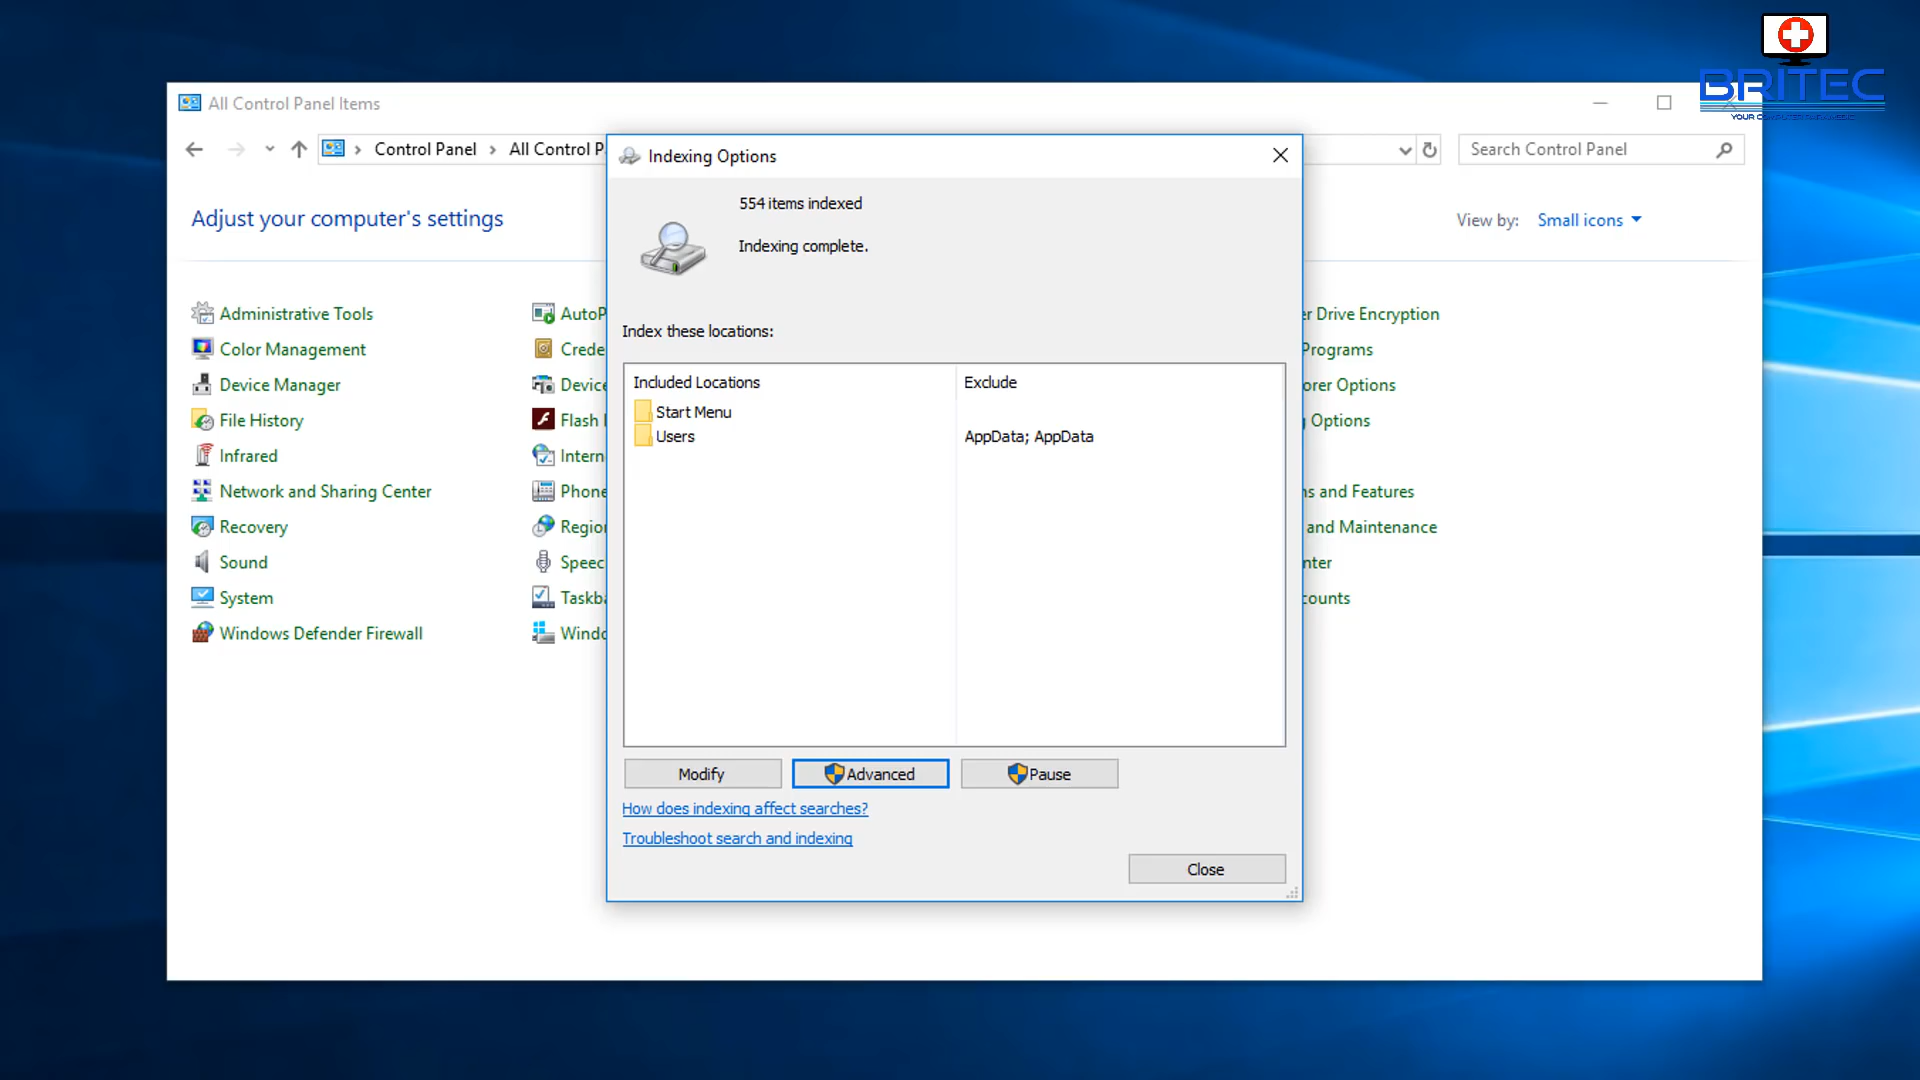 BRITEC
All Control Panel Items
Control Panel
All Control P
Search Control Panel
Indexing Options
554 items indexed
Indexing complete.
Adjust your computer's settings
View by:
Small icons
Administrative Tools
Color Management
Device Manager
File History
Infrared
Network and Sharing Center
Recovery
Sound
System
Windows Defender Firewall
AutoP
Crede
Device
Flash
Intern
Phone
Region
Speec
Taskba
Windo
Index these locations:
Included Locations
Exclude
Start Menu
Users
AppData; AppData
r Drive Encryption
Programs
orer Options
g Options
ns and Features
and Maintenance
nter
counts
Modify
Advanced
Pause
How does indexing affect searches?
Troubleshoot search and indexing
Close